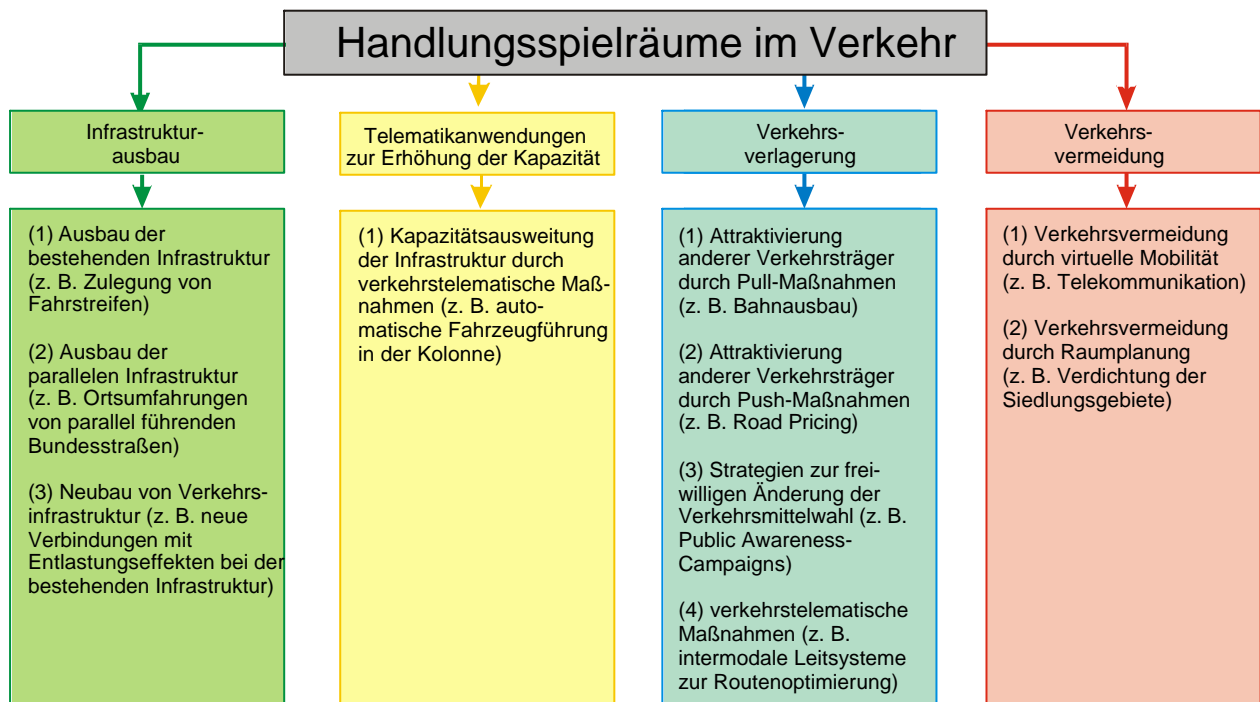 Handlungsspielräume im Verkehr
Infrastruktur-
ausbau
(1) Ausbau der
bestehenden Infrastruktur
(z. B. Zulegung von
Fahrstreifen)
(2) Ausbau der
parallelen Infrastruktur
(z. B. Ortsumfahrungen
von parallel führenden
Bundesstraßen)
(3) Neubau von Verkehrs-
infrastruktur (z. B. neue
Verbindungen mit
Entlastungseffekten bei der
bestehenden Infrastruktur)
Telematikanwendungen
zur Erhöhung der Kapazität
(1) Kapazitätsausweitung
der Infrastruktur durch
verkehrstelematische Maß-
nahmen (z. B. auto-
matische Fahrzeugführung
in der Kolonne)
Verkehrs-
verlagerung
(1) Attraktivierung
anderer Verkehrsträger
durch Pull-Maßnahmen
(z. B. Bahnausbau)
(2) Attraktivierung
anderer Verkehrsträger
durch Push-Maßnahmen
(z. B. Road Pricing)
(3) Strategien zur frei-
willigen Änderung der
Verkehrsmittelwahl (z. B.
Public Awareness-
Campaigns)
(4) verkehrstelematische
Maßnahmen (z. B.
intermodale Leitsysteme
zur Routenoptimierung)
Verkehrs-
vermeidung
(1) Verkehrsvermeidung
durch virtuelle Mobilität
(z. B. Telekommunikation)
(2) Verkehrsvermeidung
durch Raumplanung
(z. B. Verdichtung der
Siedlungsgebiete)